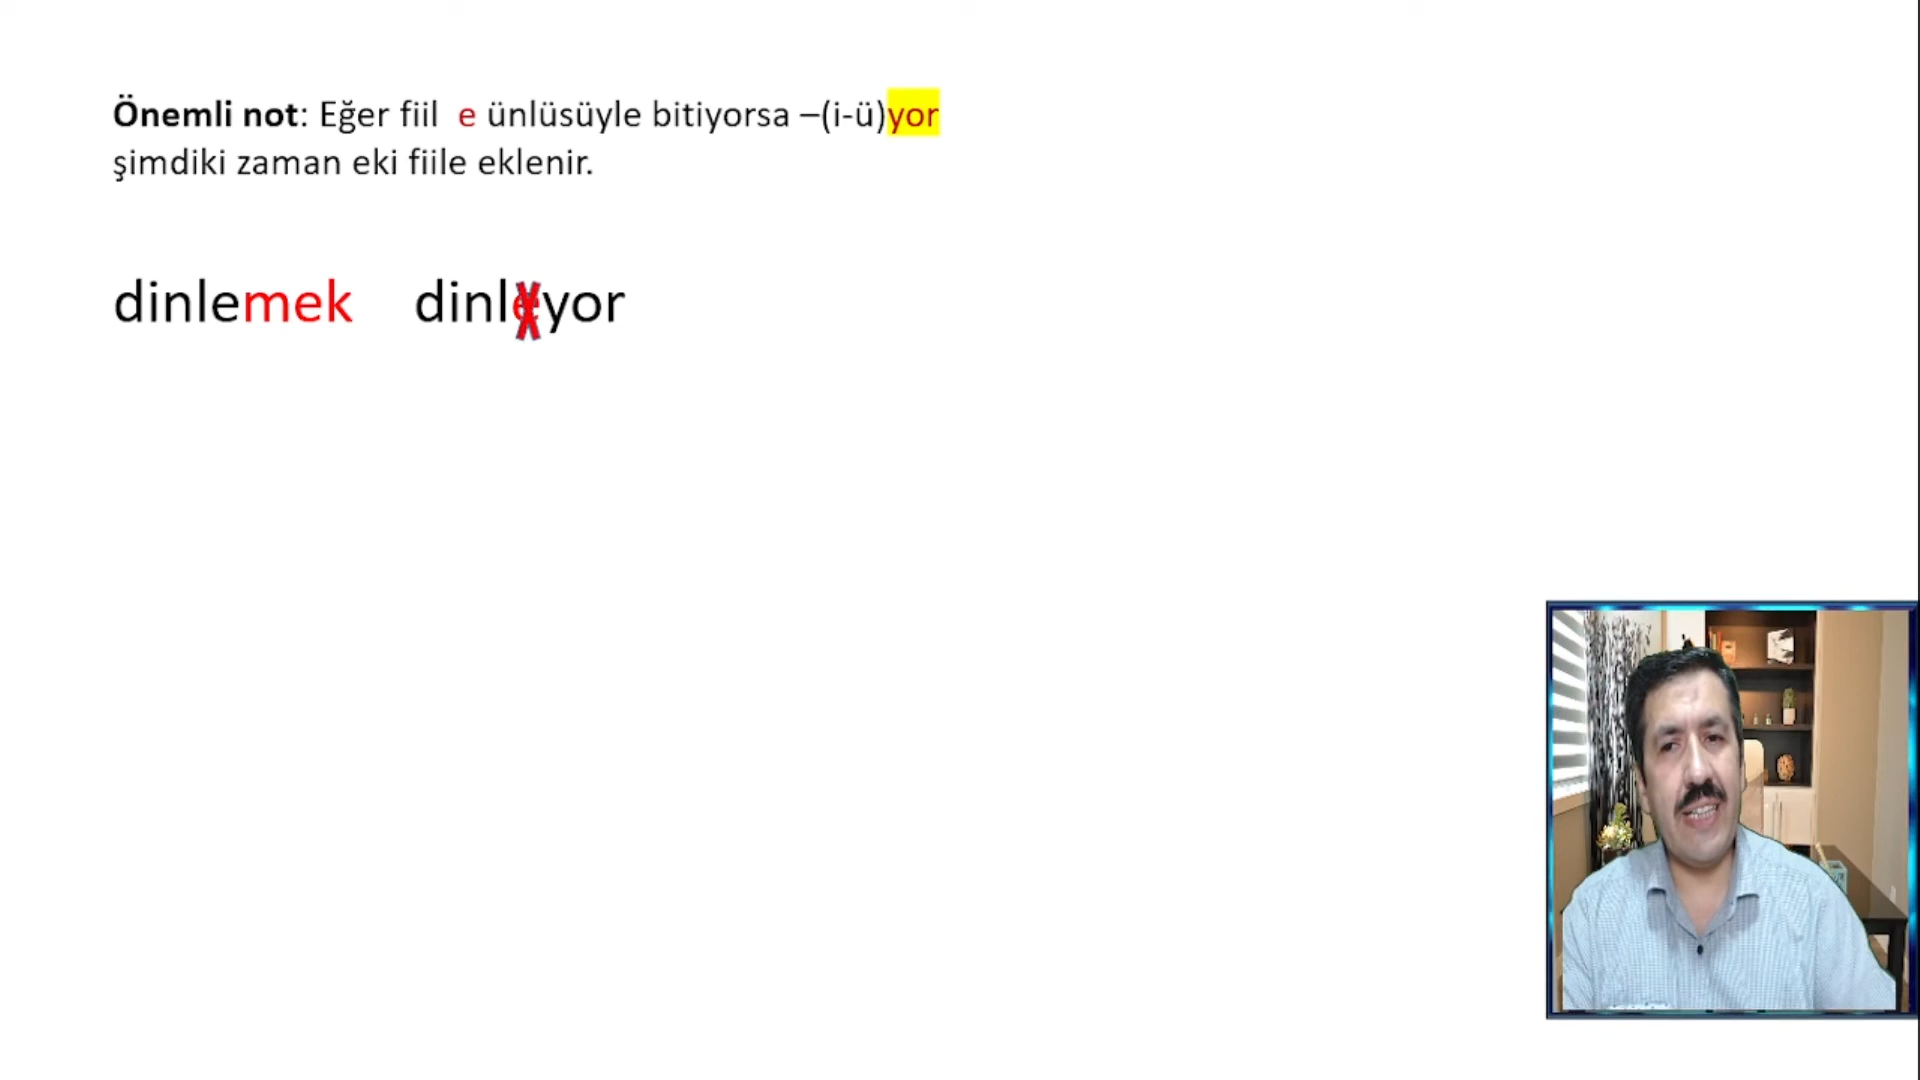 Önemli not: Eğer fiil e ünlüsüyle bitiyorsa –(i-ü)yor
şimdiki zaman eki fiile eklenir.
dinlemek dinleyor